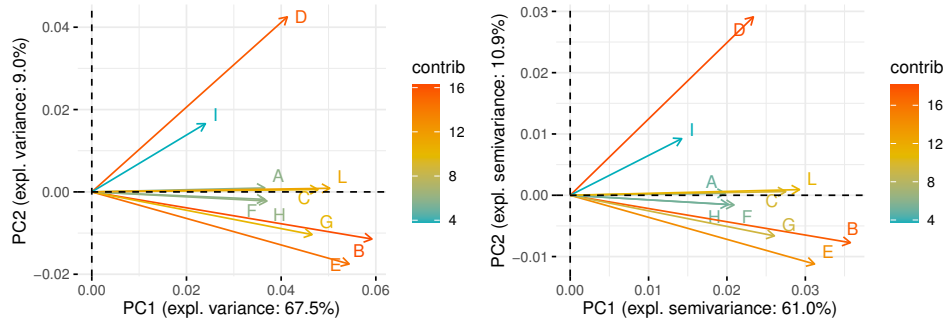 0.04
0.02
0.00
−0.02
PC2 (expl. variance: 9.0%)
D
I
A
L
C
F
H
G
B
E
0.00
0.02
0.04
0.06
PC1 (expl. variance: 67.5%)
contrib
16
12
8
4
0.03
0.02
0.01
0.00
−0.01
PC2 (expl. semivariance: 10.9%)
D
I
A
L
C
H
F
G
B
E
0.00
0.01
0.02
0.03
PC1 (expl. semivariance: 61.0%)
contrib
16
12
8
4